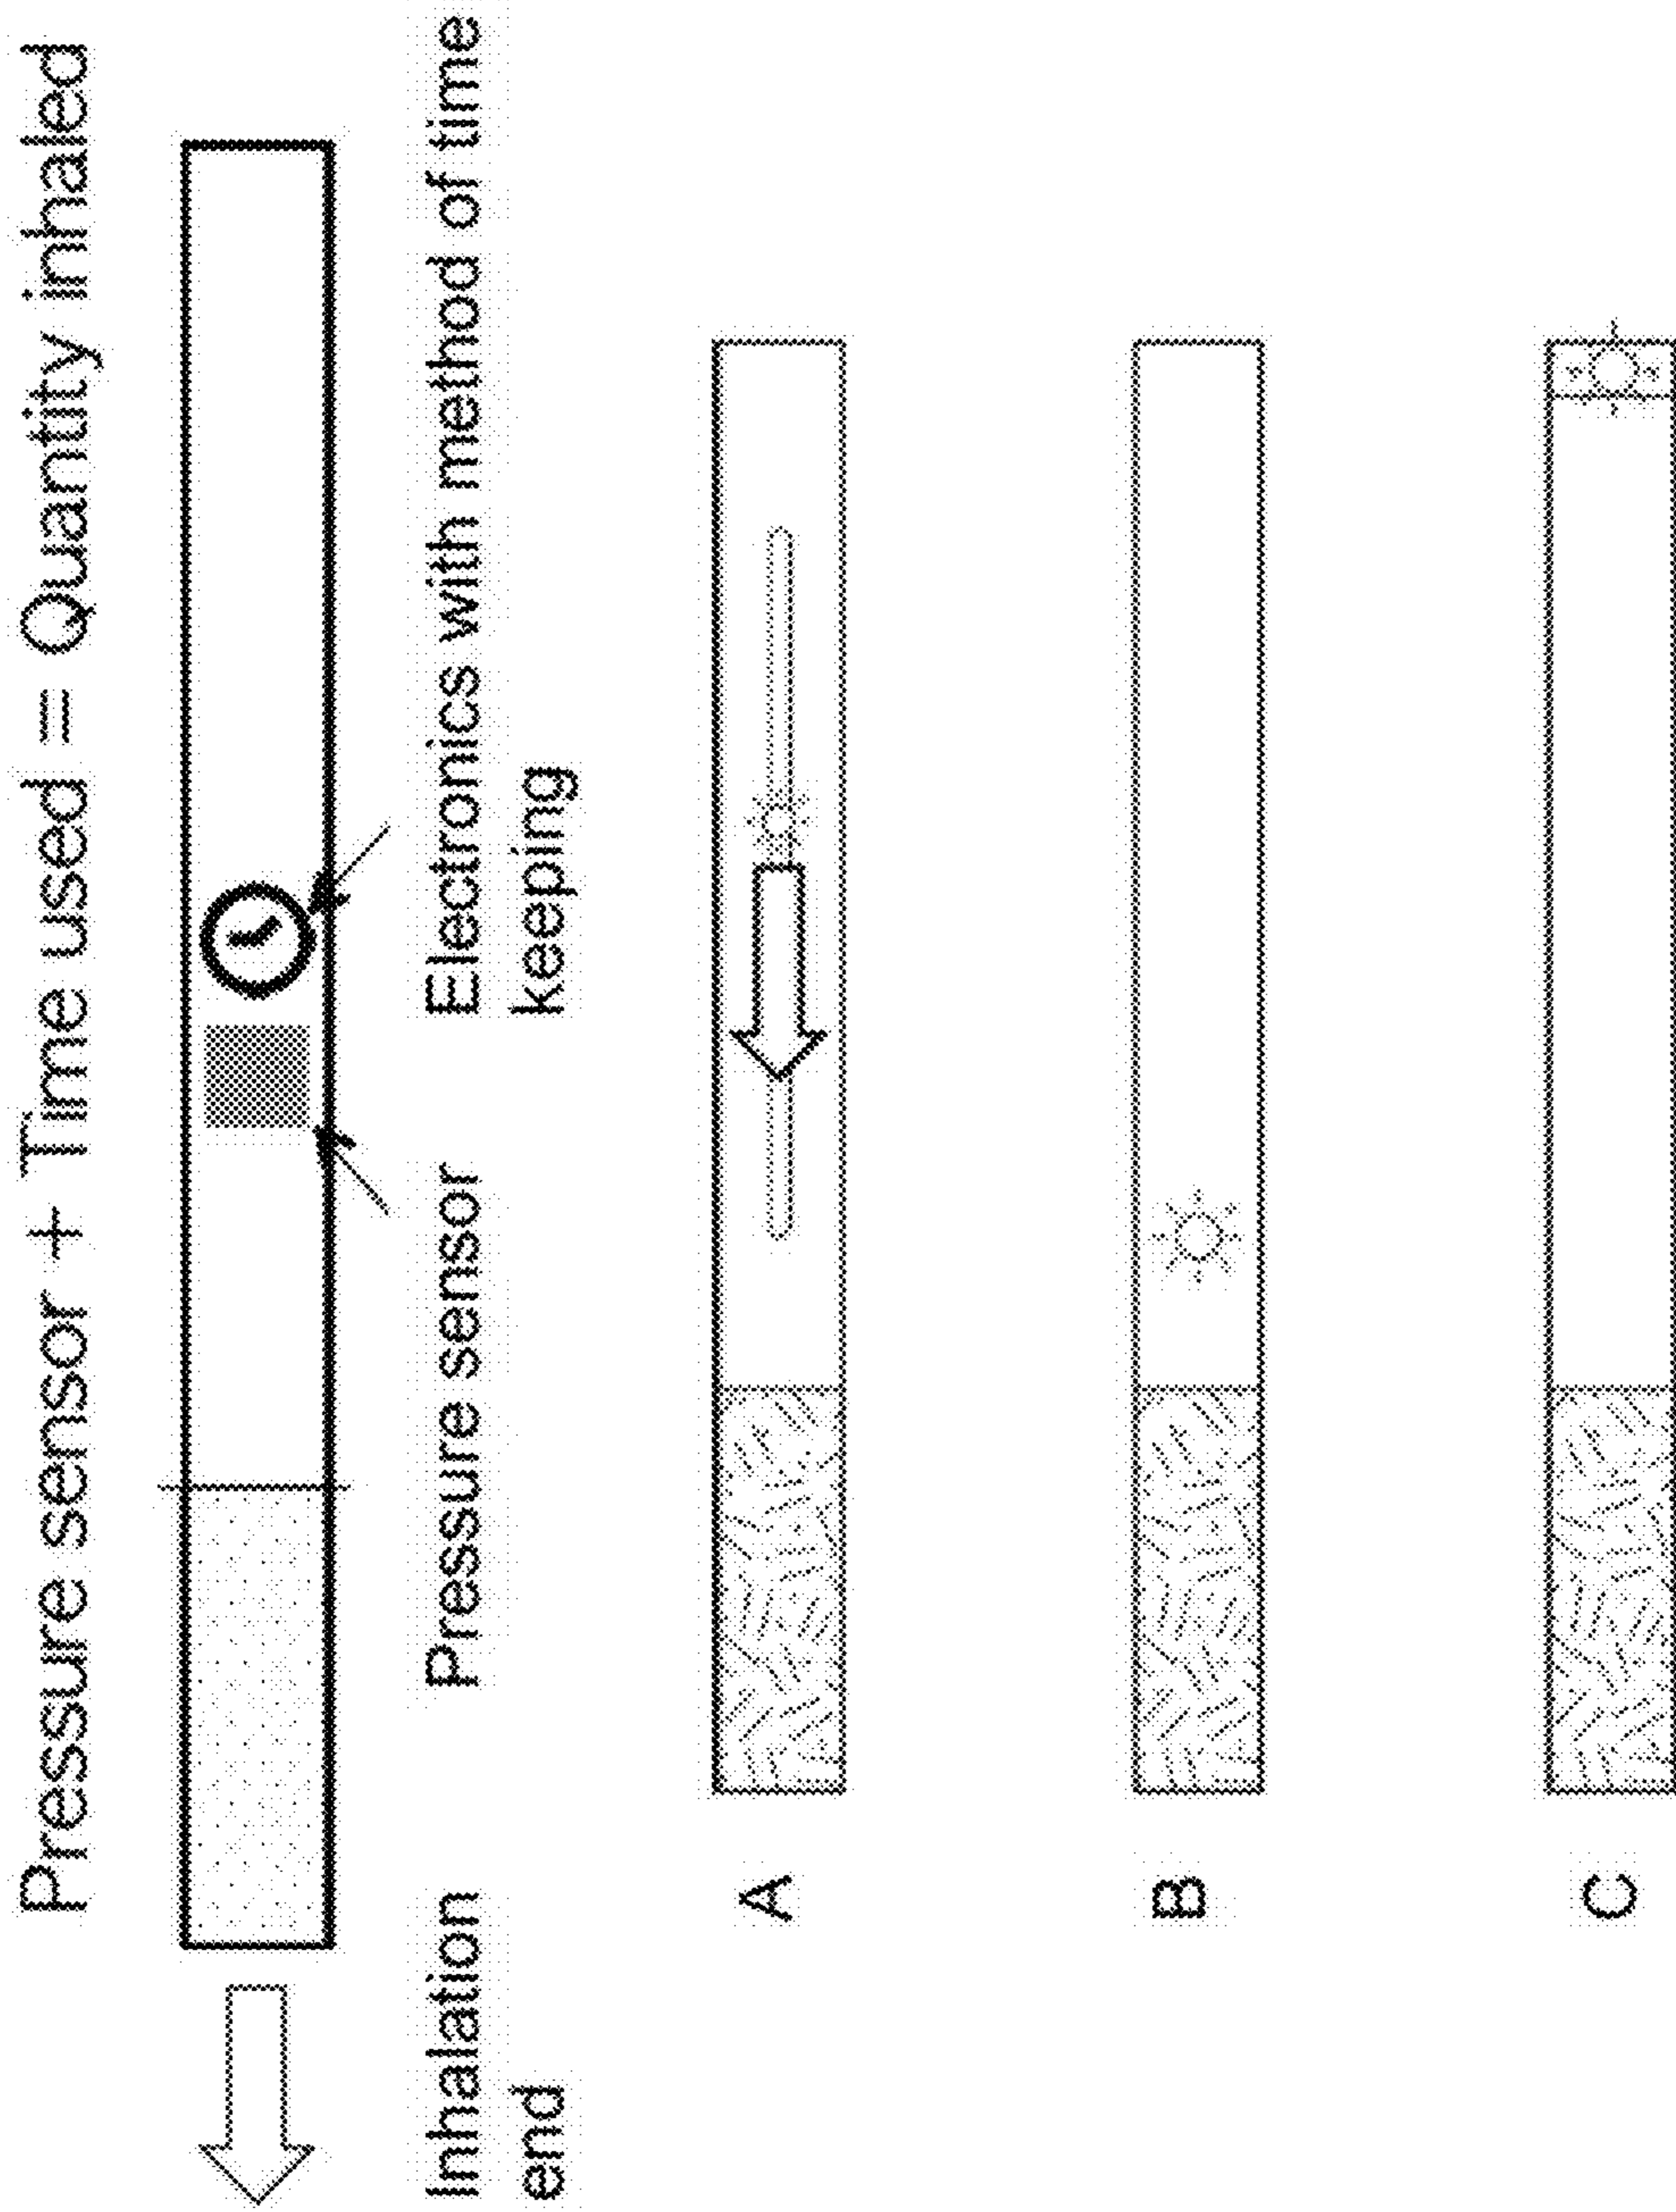 Pressure sensor + Time used = Quantity inhaled
Inhalation
end
Pressure sensor
Electronics with method of time
keeping
A
B
C